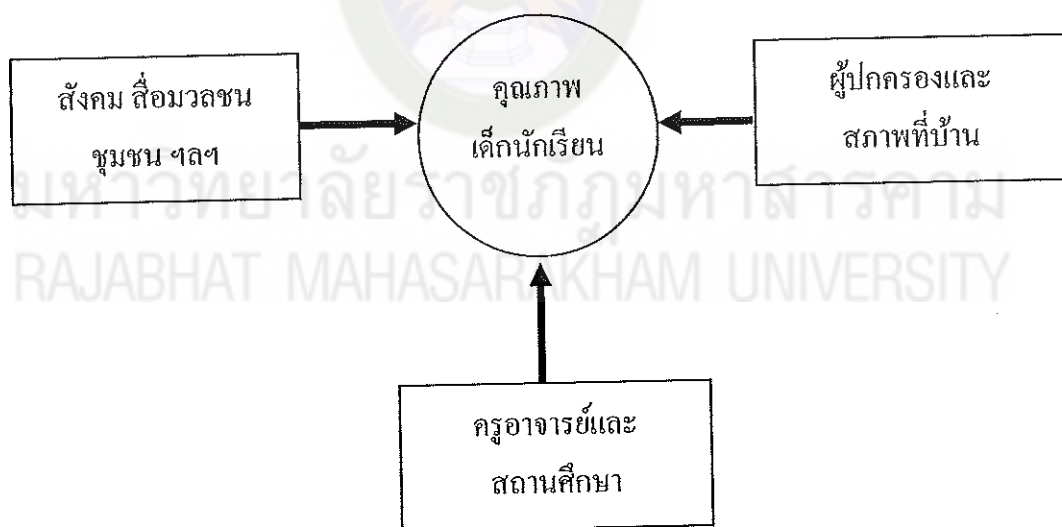 สังคม สื่อมวลชน
ชุมชน ฯลฯ
คุณภาพ
เด็กนักเรียน
ผู้ปกครองและ
สภาพที่บ้าน
มหาวิทยาลัยราชภัฏมหาสารคาม
RAJABHAT MAHASARAKHAM UNIVERSITY
ครูอาจารย์และ
สถานศึกษา